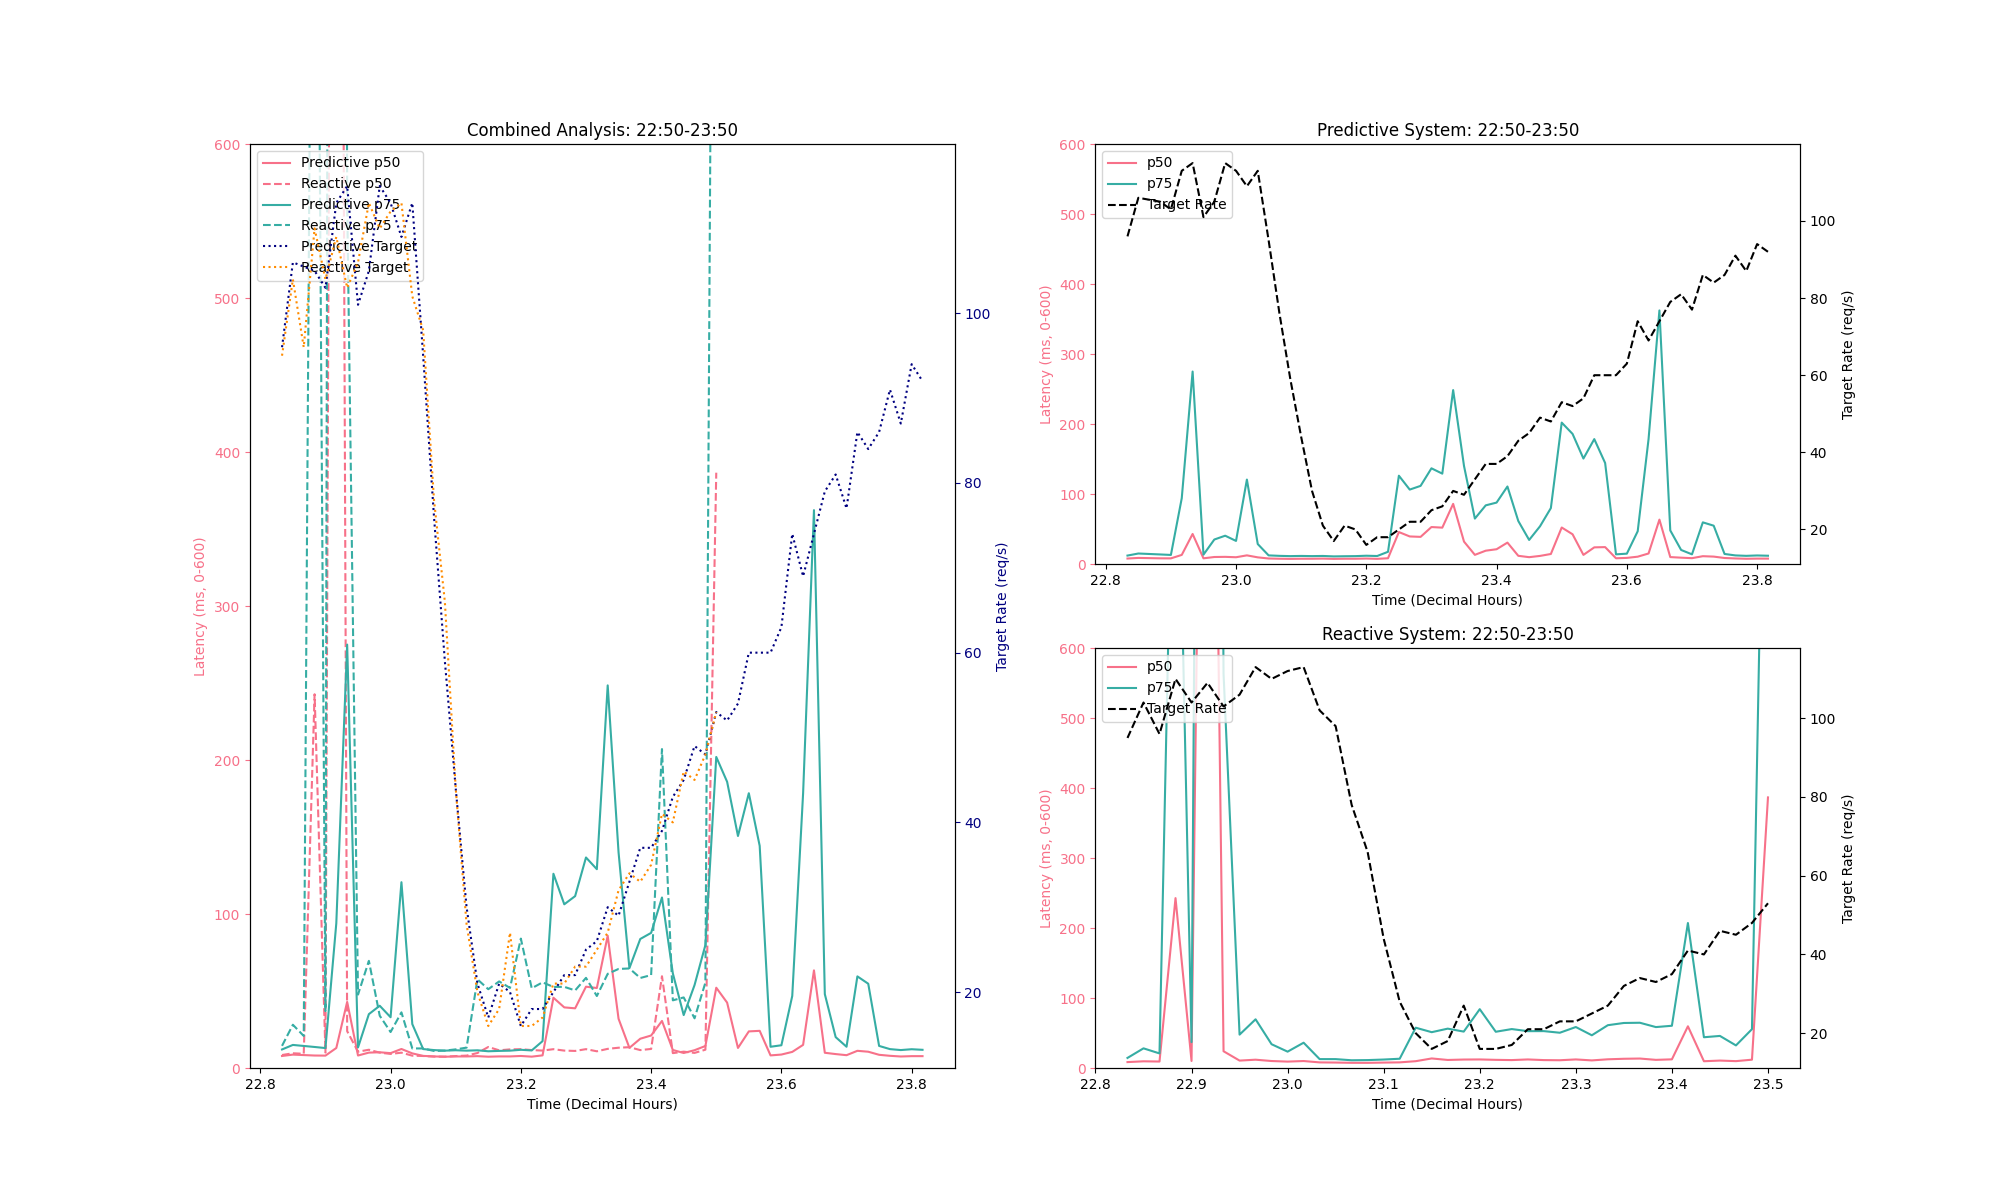 Combined Analysis: 22:50-23:50
600
500
400
300
200
100
0
Latency (ms, 0-600)
Predictive p50
Reactive p50
Predictive p75
Reactive p75
Predictive Target
Reactive Target
100
80
60
40
20
Target Rate (req/s)
22.8 23.0 23.2 23.4 23.6 23.8
Time (Decimal Hours)
Predictive System: 22:50-23:50
600
500
400
300
200
100
0
Latency (ms, 0-600)
p50
p75
Target Rate
100
80
60
40
20
Target Rate (req/s)
22.8 23.0 23.2 23.4 23.6 23.8
Time (Decimal Hours)
Reactive System: 22:50-23:50
600
500
400
300
200
100
0
Latency (ms, 0-600)
p50
p75
Target Rate
100
80
60
40
20
Target Rate (req/s)
22.8 22.9 23.0 23.1 23.2 23.3 23.4 23.5
Time (Decimal Hours)